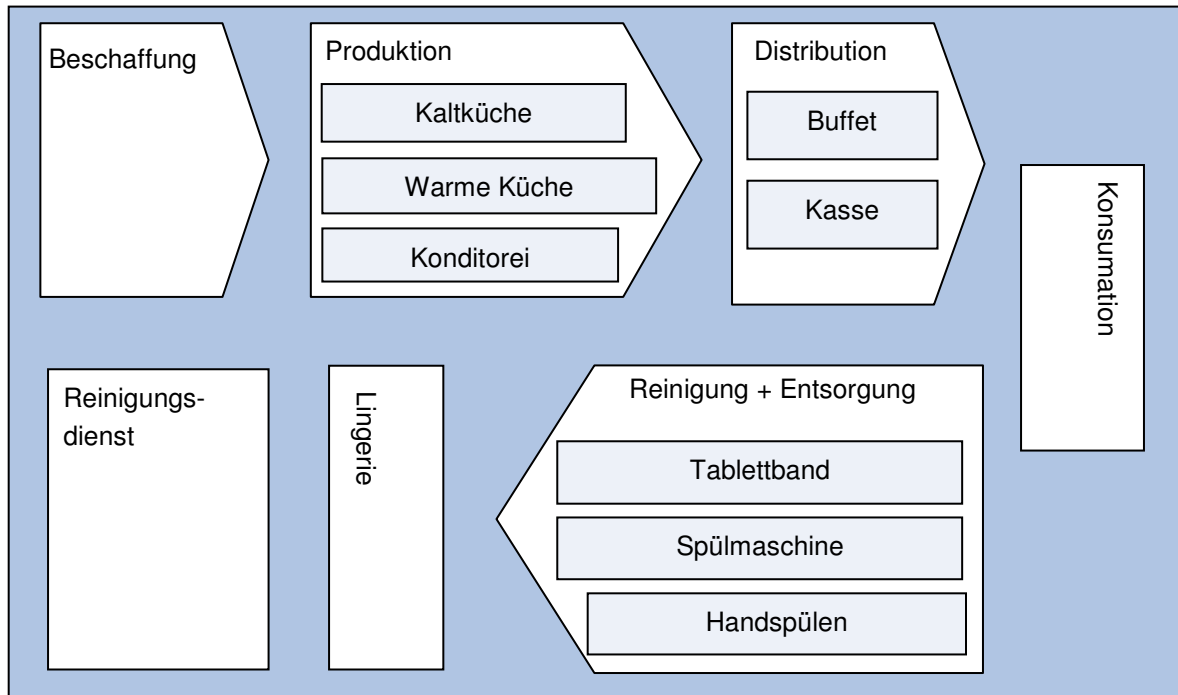 Beschaffung
Produktion
Kaltküche
Warme Küche
Konditorei
Distribution
Buffet
Kasse
Konsumation
Reinigung + Entsorgung
Tablettband
Spülmaschine
Handspülen
Lingerie
Reinigungs-
dienst